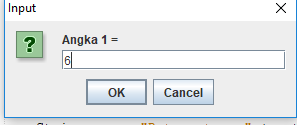 Input
Angka 1 =
6
OK Cancel